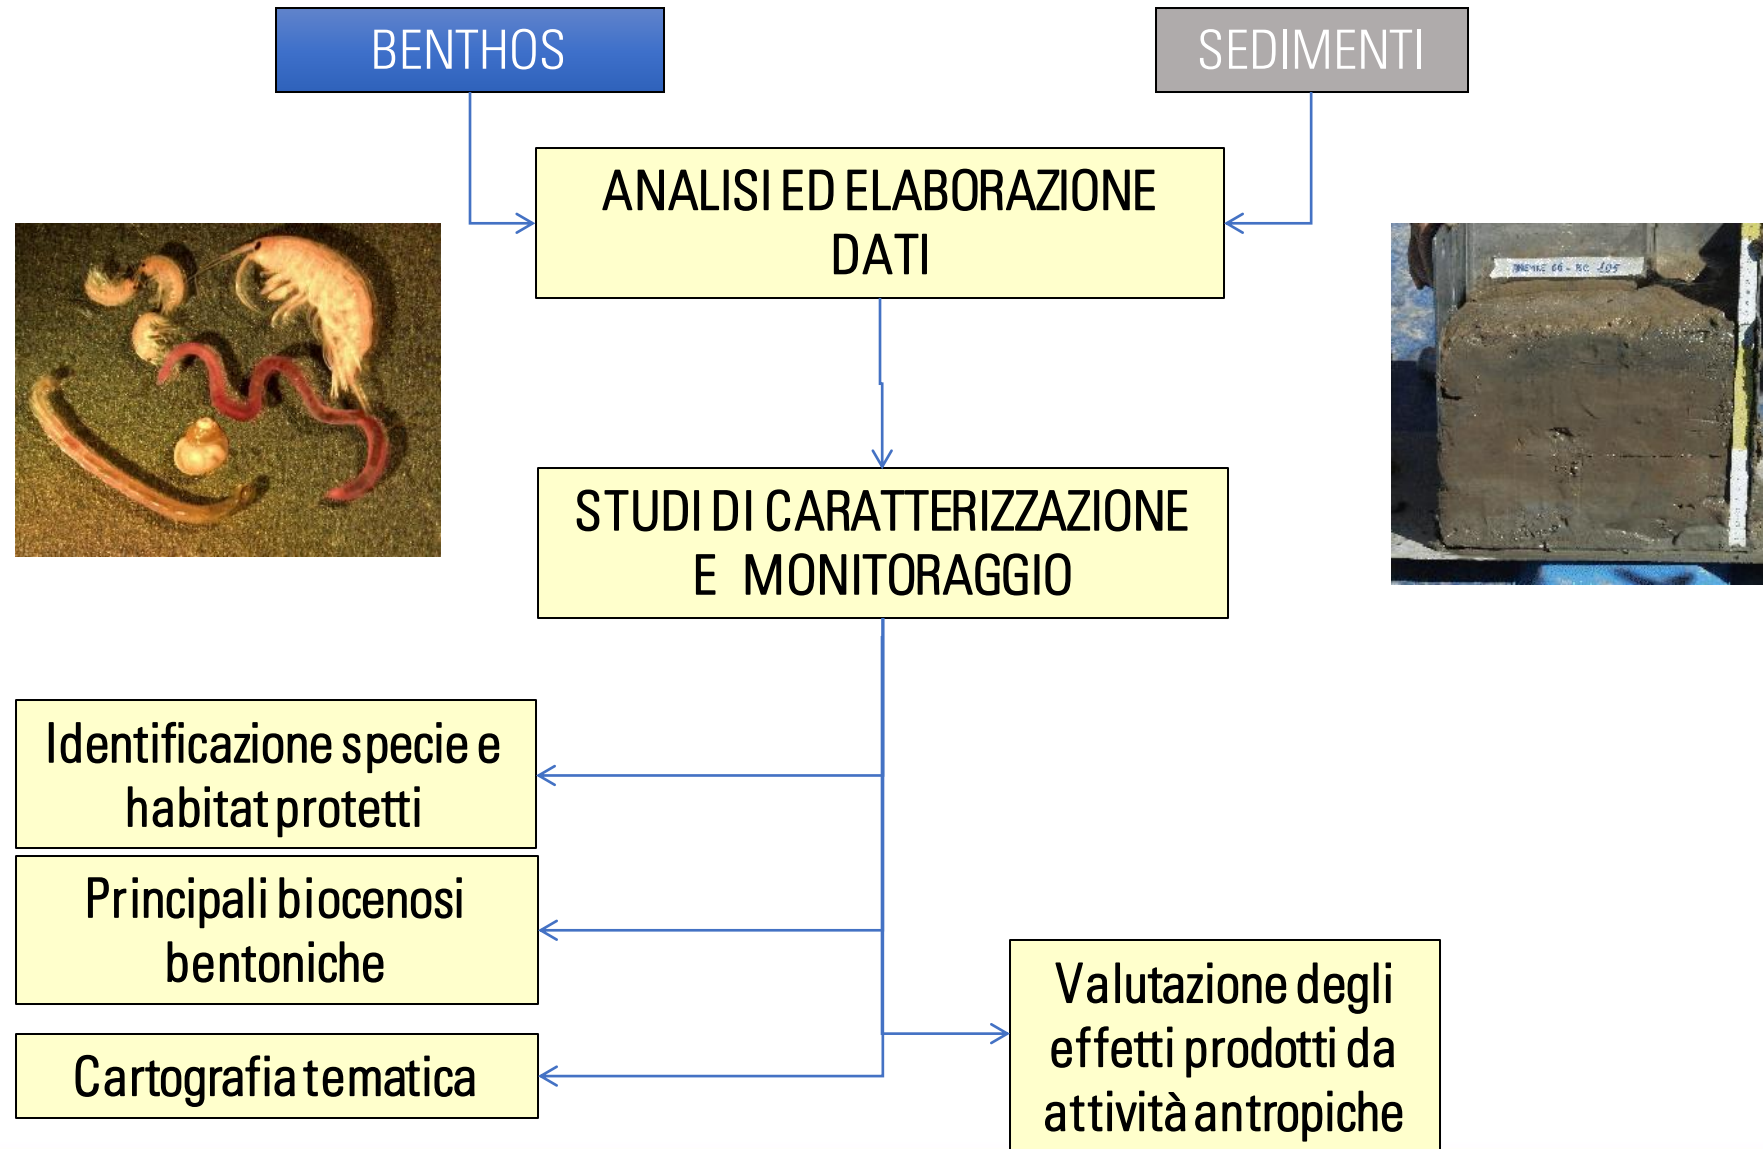 BENTHOS
SEDIMENTI
ANALISI ED ELABORAZIONE
DATI
STUDI DI CARATTERIZZAZIONE
E MONITORAGGIO
Identificazione specie e
habitat protetti
Principali biocenosi
bentoniche
Cartografia tematica
Valutazione degli
effetti prodotti da
attività antropiche